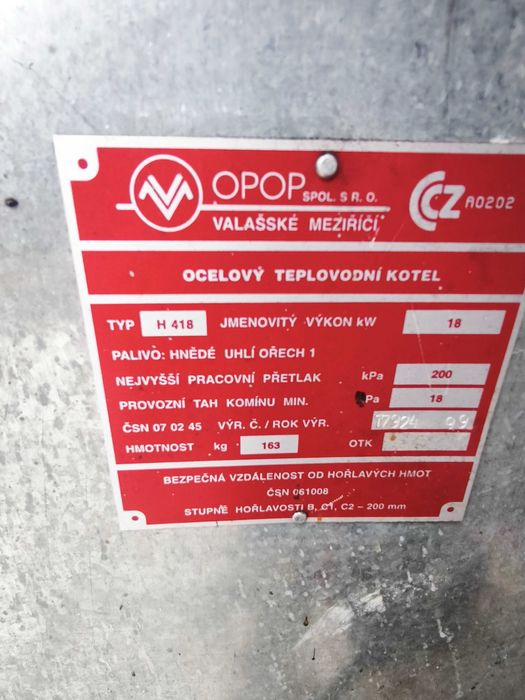 OPOP SPOL. S R. O.
VALAŠSKÉ MEZIŘÍČÍ
CZ A0202
OCELOVÝ TEPLOVODNÍ KOTEL
TYP H 418 JMENOVITÝ VÝKON kW 18
PALIVO: HNĚDÉ UHLÍ OŘECH 1
NEJVYŠŠÍ PRACOVNÍ PŘETLAK kPa 200
PROVOZNÍ TAH KOMÍNU MIN. Pa 18
ČSN 07 02 45 VÝR. Č. / ROK VÝR. 99
HMOTNOST kg 163 OTK
BEZPEČNÁ VZDÁLENOST OD HOŘLAVÝCH HMOT
ČSN 061008
STUPNĚ HOŘLAVOSTI B, C1, C2 – 200 mm